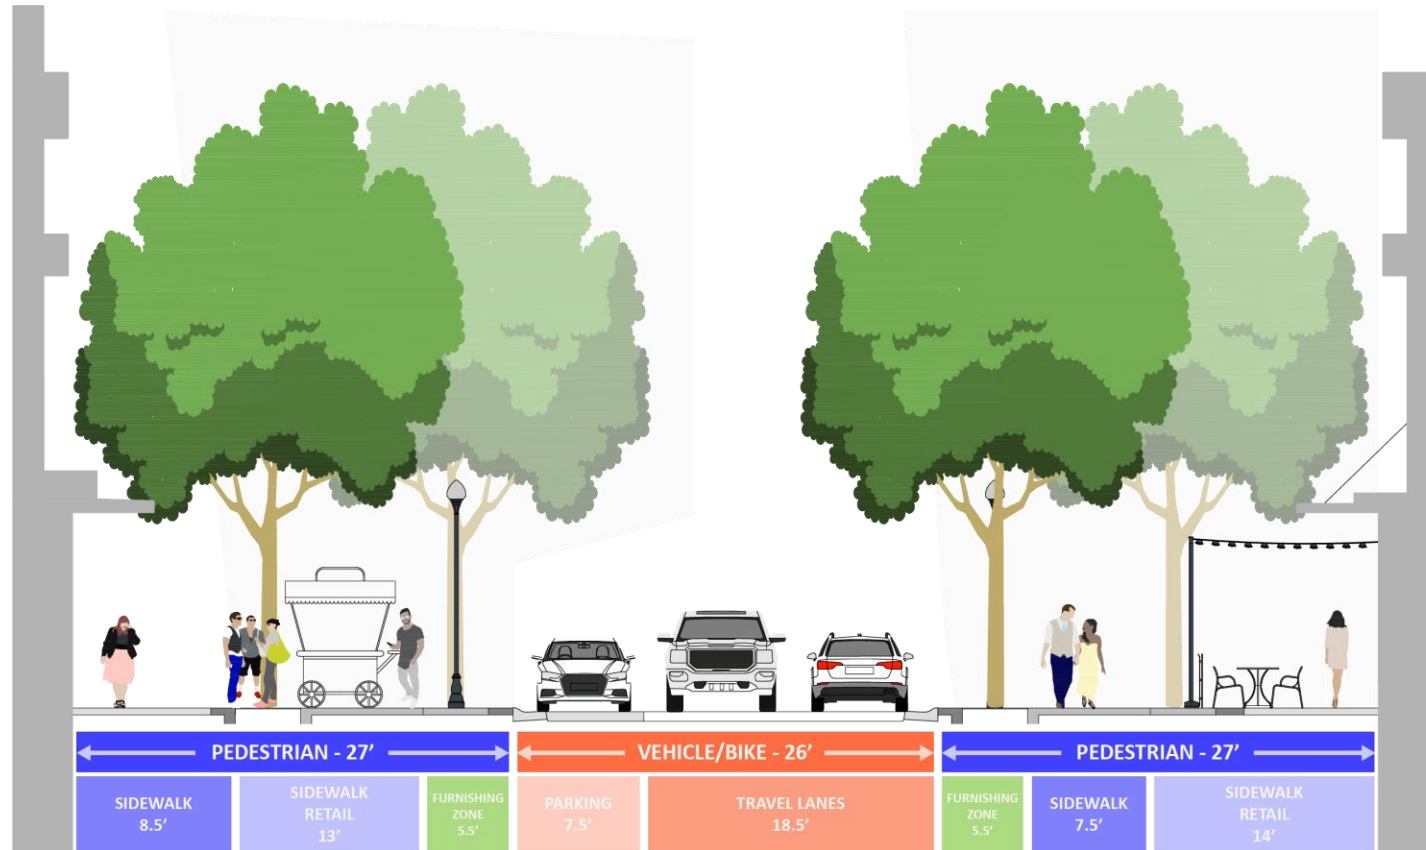 PEDESTRIAN - 27’
VEHICLE/BIKE - 26’
PEDESTRIAN - 27’
SIDEWALK
8.5’
SIDEWALK
RETAIL
13’
FURNISHING
ZONE
5.5’
PARKING
7.5’
TRAVEL LANES
18.5’
FURNISHING
ZONE
5.5’
SIDEWALK
7.5’
SIDEWALK
RETAIL
14’